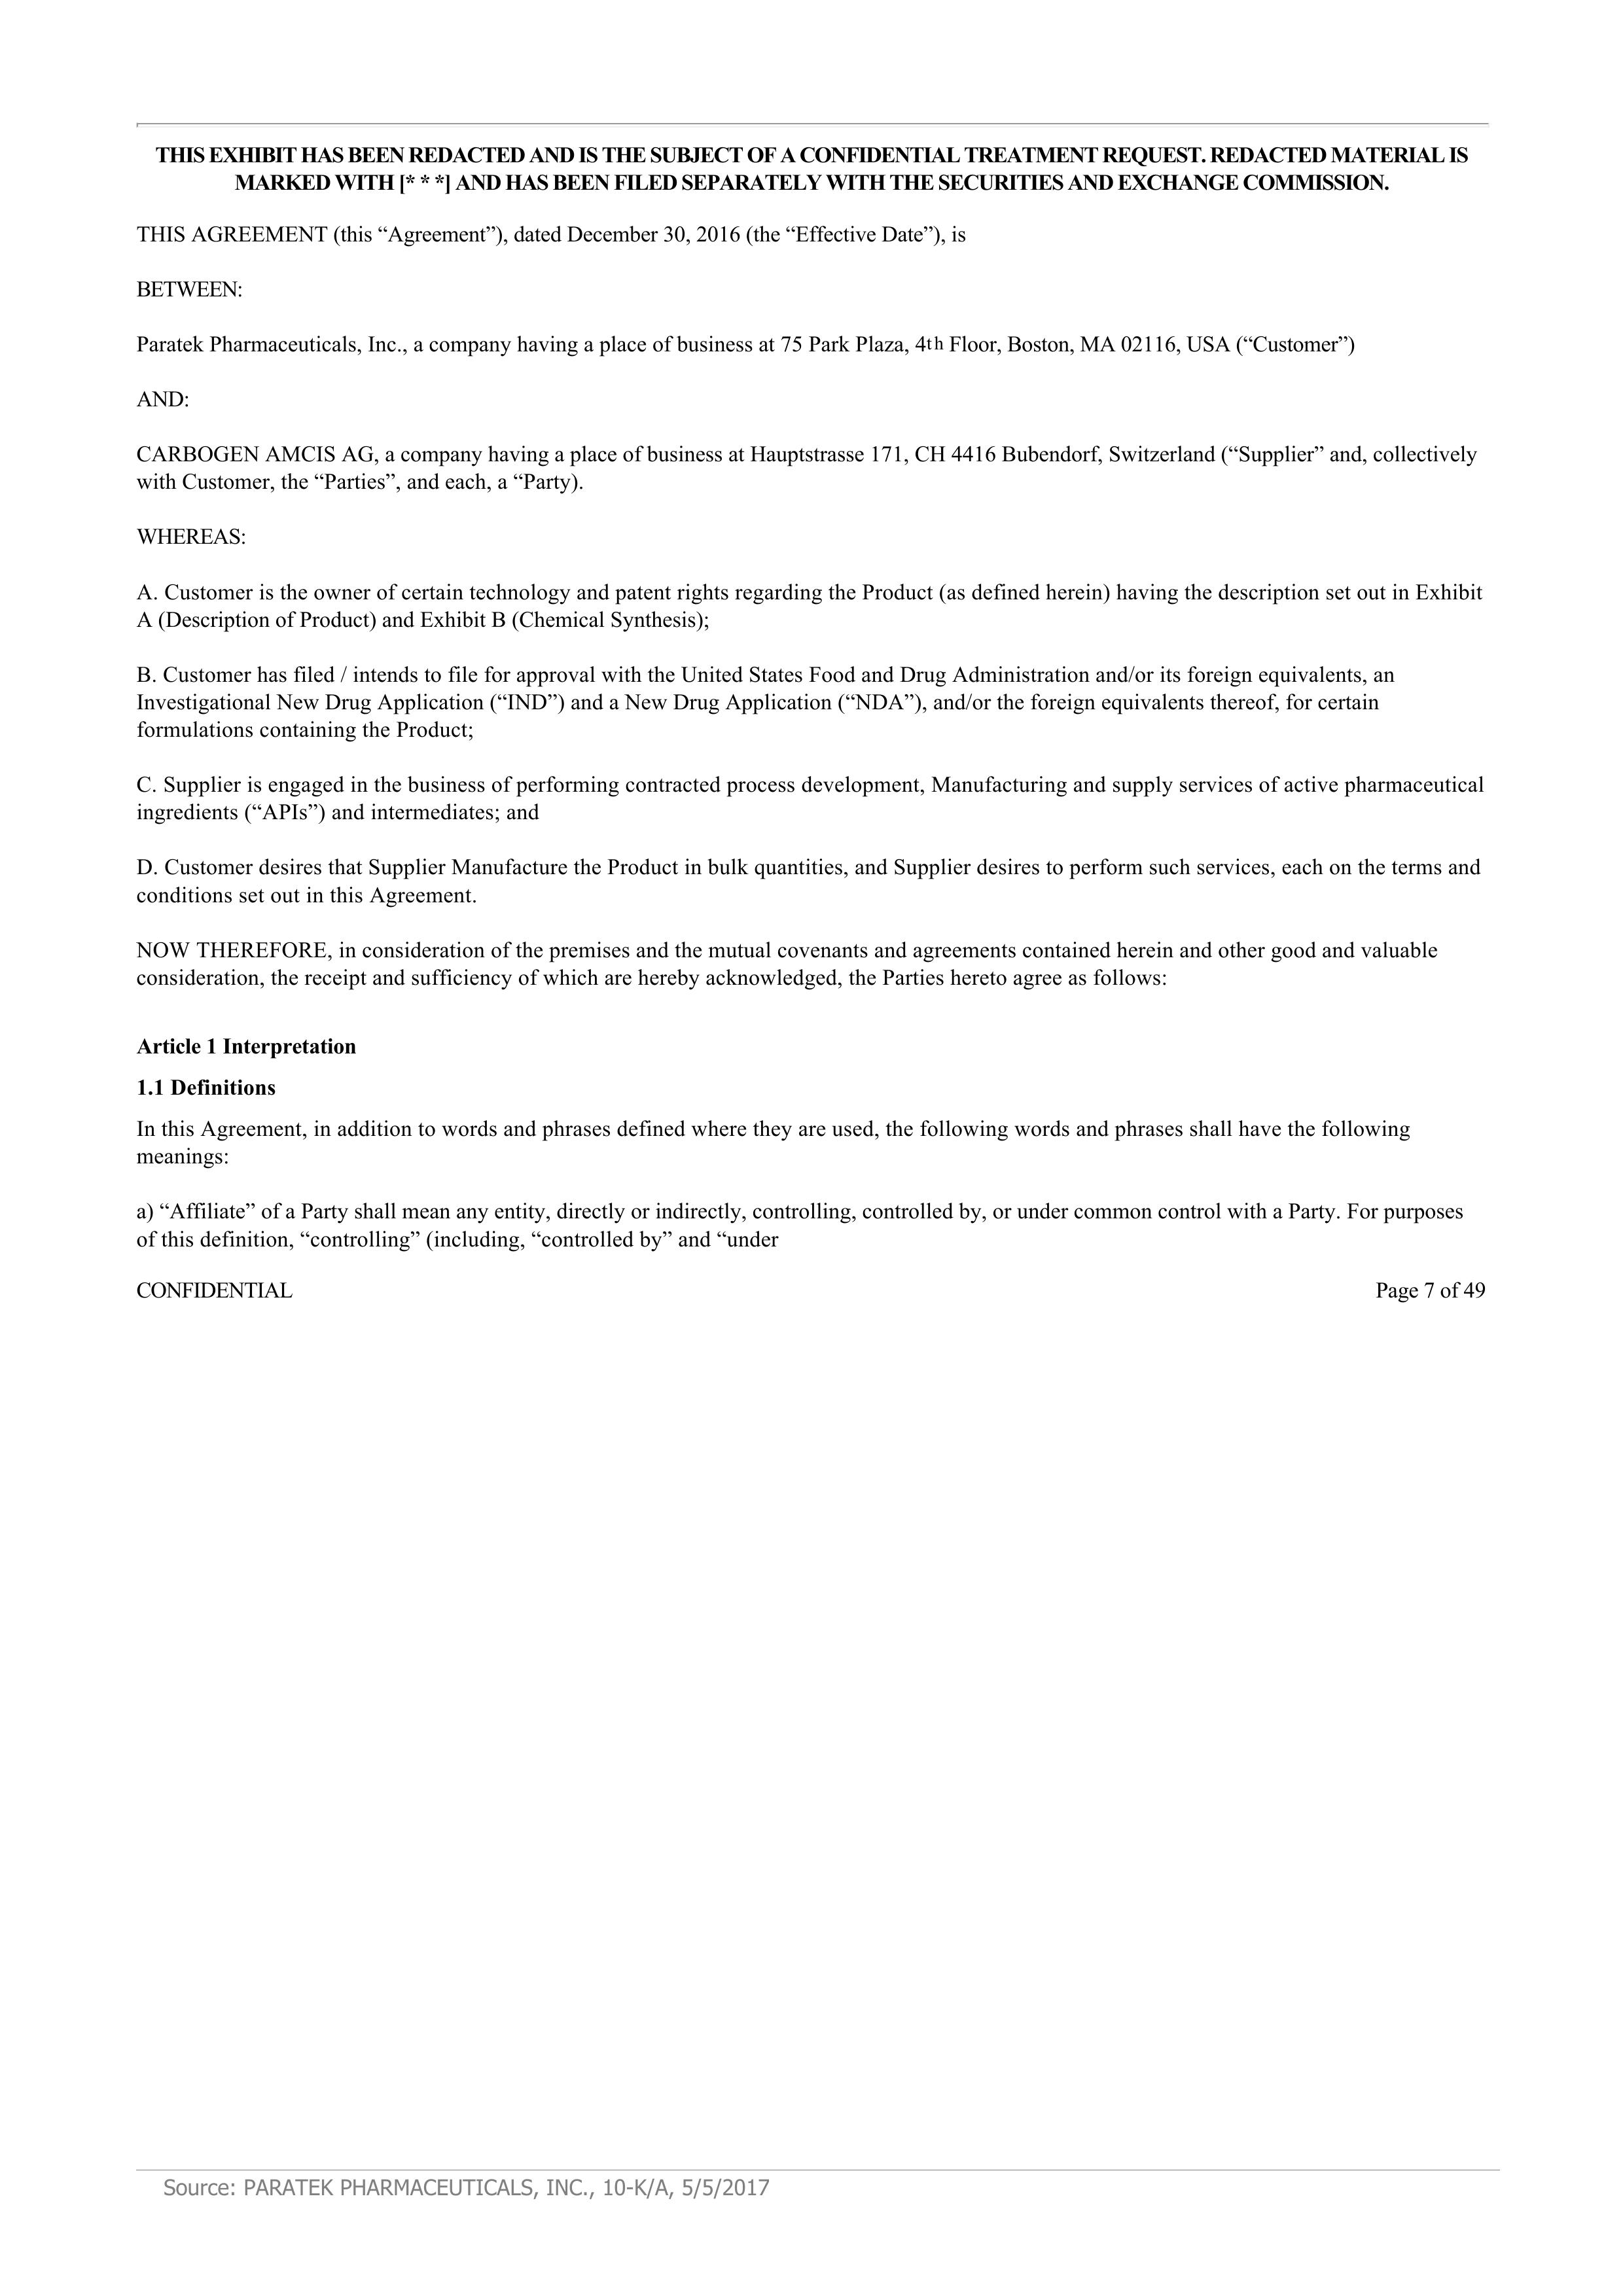 THIS EXHIBIT HAS BEEN REDACTED AND IS THE SUBJECT OF A CONFIDENTIAL TREATMENT REQUEST. REDACTED MATERIAL IS
MARKED WITH [* * *] AND HAS BEEN FILED SEPARATELY WITH THE SECURITIES AND EXCHANGE COMMISSION.
THIS AGREEMENT (this “Agreement”), dated December 30, 2016 (the “Effective Date”), is
BETWEEN:
Paratek Pharmaceuticals, Inc., a company having a place of business at 75 Park Plaza, 4th Floor, Boston, MA 02116, USA (“Customer”)
AND:
CARBOGEN AMCIS AG, a company having a place of business at Hauptstrasse 171, CH 4416 Bubendorf, Switzerland (“Supplier” and, collectively
with Customer, the “Parties”, and each, a “Party).
WHEREAS:
A. Customer is the owner of certain technology and patent rights regarding the Product (as defined herein) having the description set out in Exhibit
A (Description of Product) and Exhibit B (Chemical Synthesis);
B. Customer has filed / intends to file for approval with the United States Food and Drug Administration and/or its foreign equivalents, an
Investigational New Drug Application (“IND”) and a New Drug Application (“NDA”), and/or the foreign equivalents thereof, for certain
formulations containing the Product;
C. Supplier is engaged in the business of performing contracted process development, Manufacturing and supply services of active pharmaceutical
ingredients (“APIs”) and intermediates; and
D. Customer desires that Supplier Manufacture the Product in bulk quantities, and Supplier desires to perform such services, each on the terms and
conditions set out in this Agreement.
NOW THEREFORE, in consideration of the premises and the mutual covenants and agreements contained herein and other good and valuable
consideration, the receipt and sufficiency of which are hereby acknowledged, the Parties hereto agree as follows:
Article 1 Interpretation
1.1 Definitions
In this Agreement, in addition to words and phrases defined where they are used, the following words and phrases shall have the following
meanings:
a) “Affiliate” of a Party shall mean any entity, directly or indirectly, controlling, controlled by, or under common control with a Party. For purposes
of this definition, “controlling” (including, “controlled by” and “under
CONFIDENTIAL Page 7 of 49
Source: PARATEK PHARMACEUTICALS, INC., 10-K/A, 5/5/2017